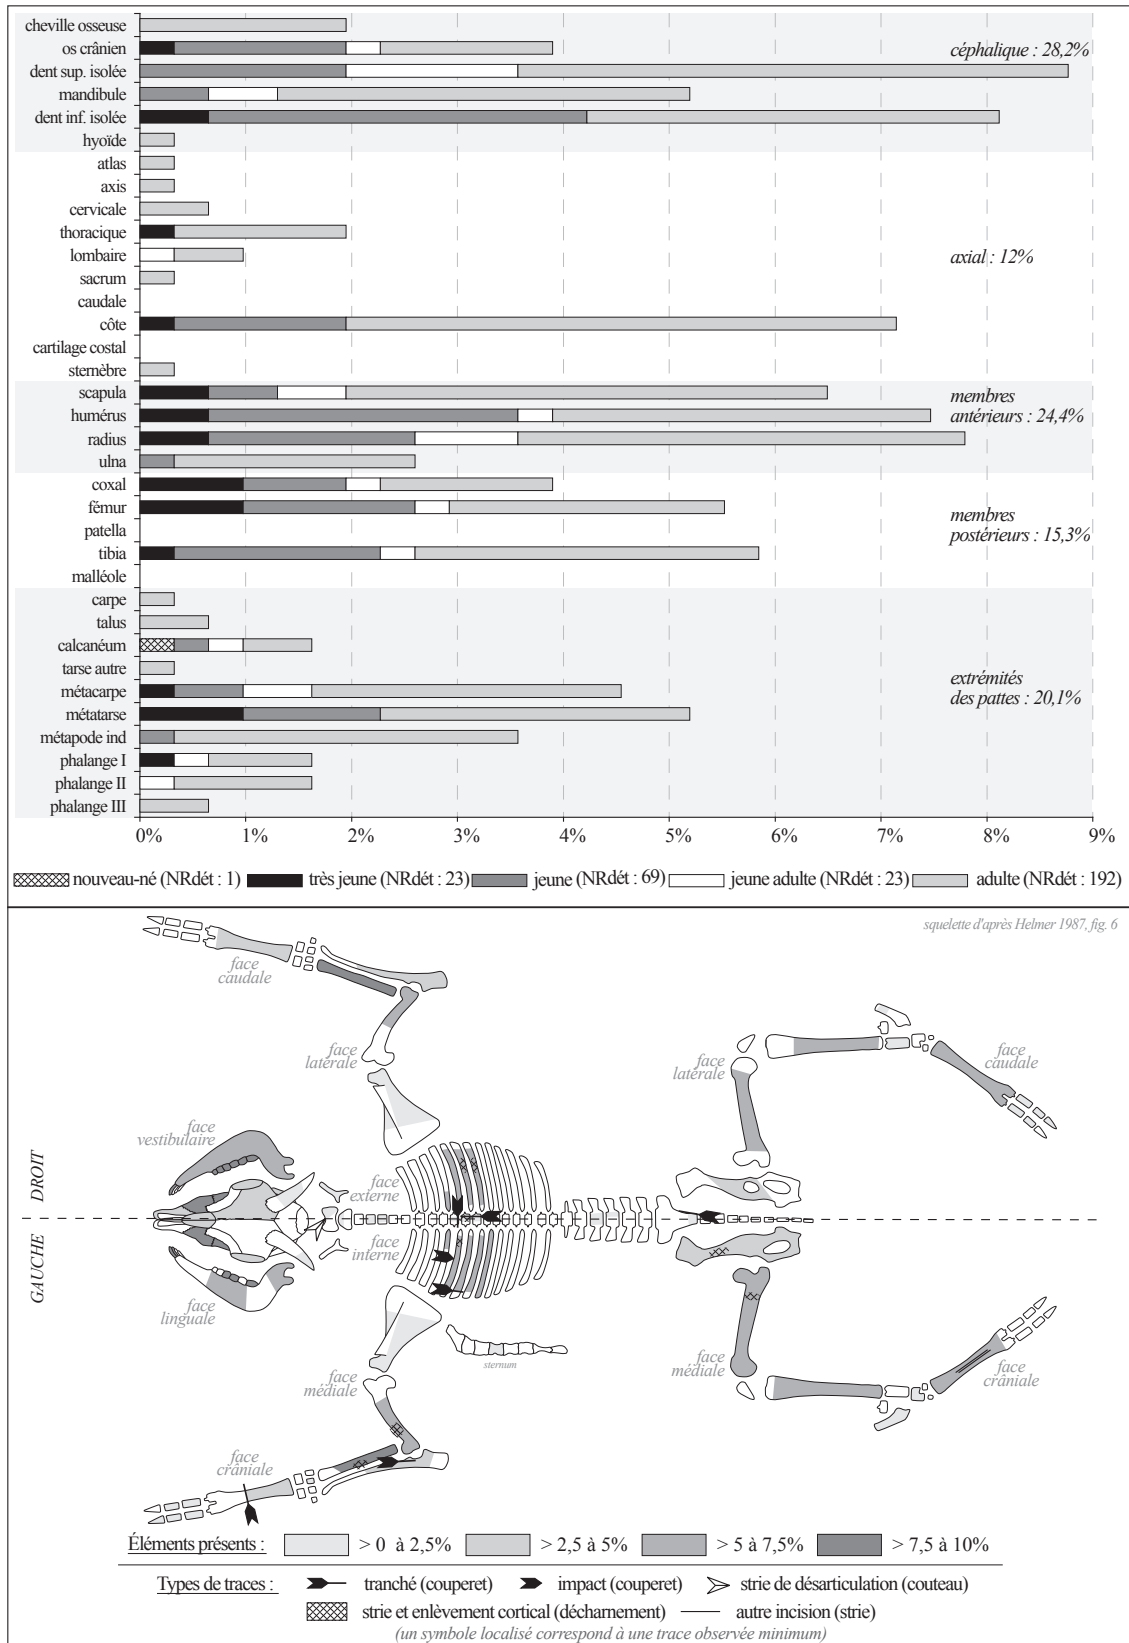 cheville osseuse
os crânien
céphalique : 28,2%
dent sup. isolée
mandibule
dent inf. isolée
hyoïde
atlas
axis
cervicale
thoracique
lombaire
axial : 12%
sacrum
caudale
côte
cartilage costal
sternèbre
scapula
membres
antérieurs : 24,4%
humérus
radius
ulna
coxal
fémur
membres
postérieurs : 15,3%
patella
tibia
malléole
carpe
talus
calcanéum
tarse autre
extrémités
des pattes : 20,1%
métacarpe
métatarse
métapode ind
phalange I
phalange II
phalange III
0% 1% 2% 3% 4% 5% 6% 7% 8% 9%
nouveau-né (NRdét : 1) très jeune (NRdét : 23) jeune (NRdét : 69) jeune adulte (NRdét : 23) adulte (NRdét : 192)
squelette d'après Helmer 1987, fig. 6
face
caudale
face
latérale
face
latérale
face
caudale
face
vestibulaire
DROIT
face
externe
GAUCHE
face
interne
face
linguale
sternum
face
médiale
face
médiale
face
crâniale
face
crâniale
Éléments présents : > 0 à 2,5% > 2,5 à 5% > 5 à 7,5% > 7,5 à 10%
Types de traces : tranché (couperet) impact (couperet) strie de désarticulation (couteau)
strie et enlèvement cortical (décharnement) autre incision (strie)
(un symbole localisé correspond à une trace observée minimum)